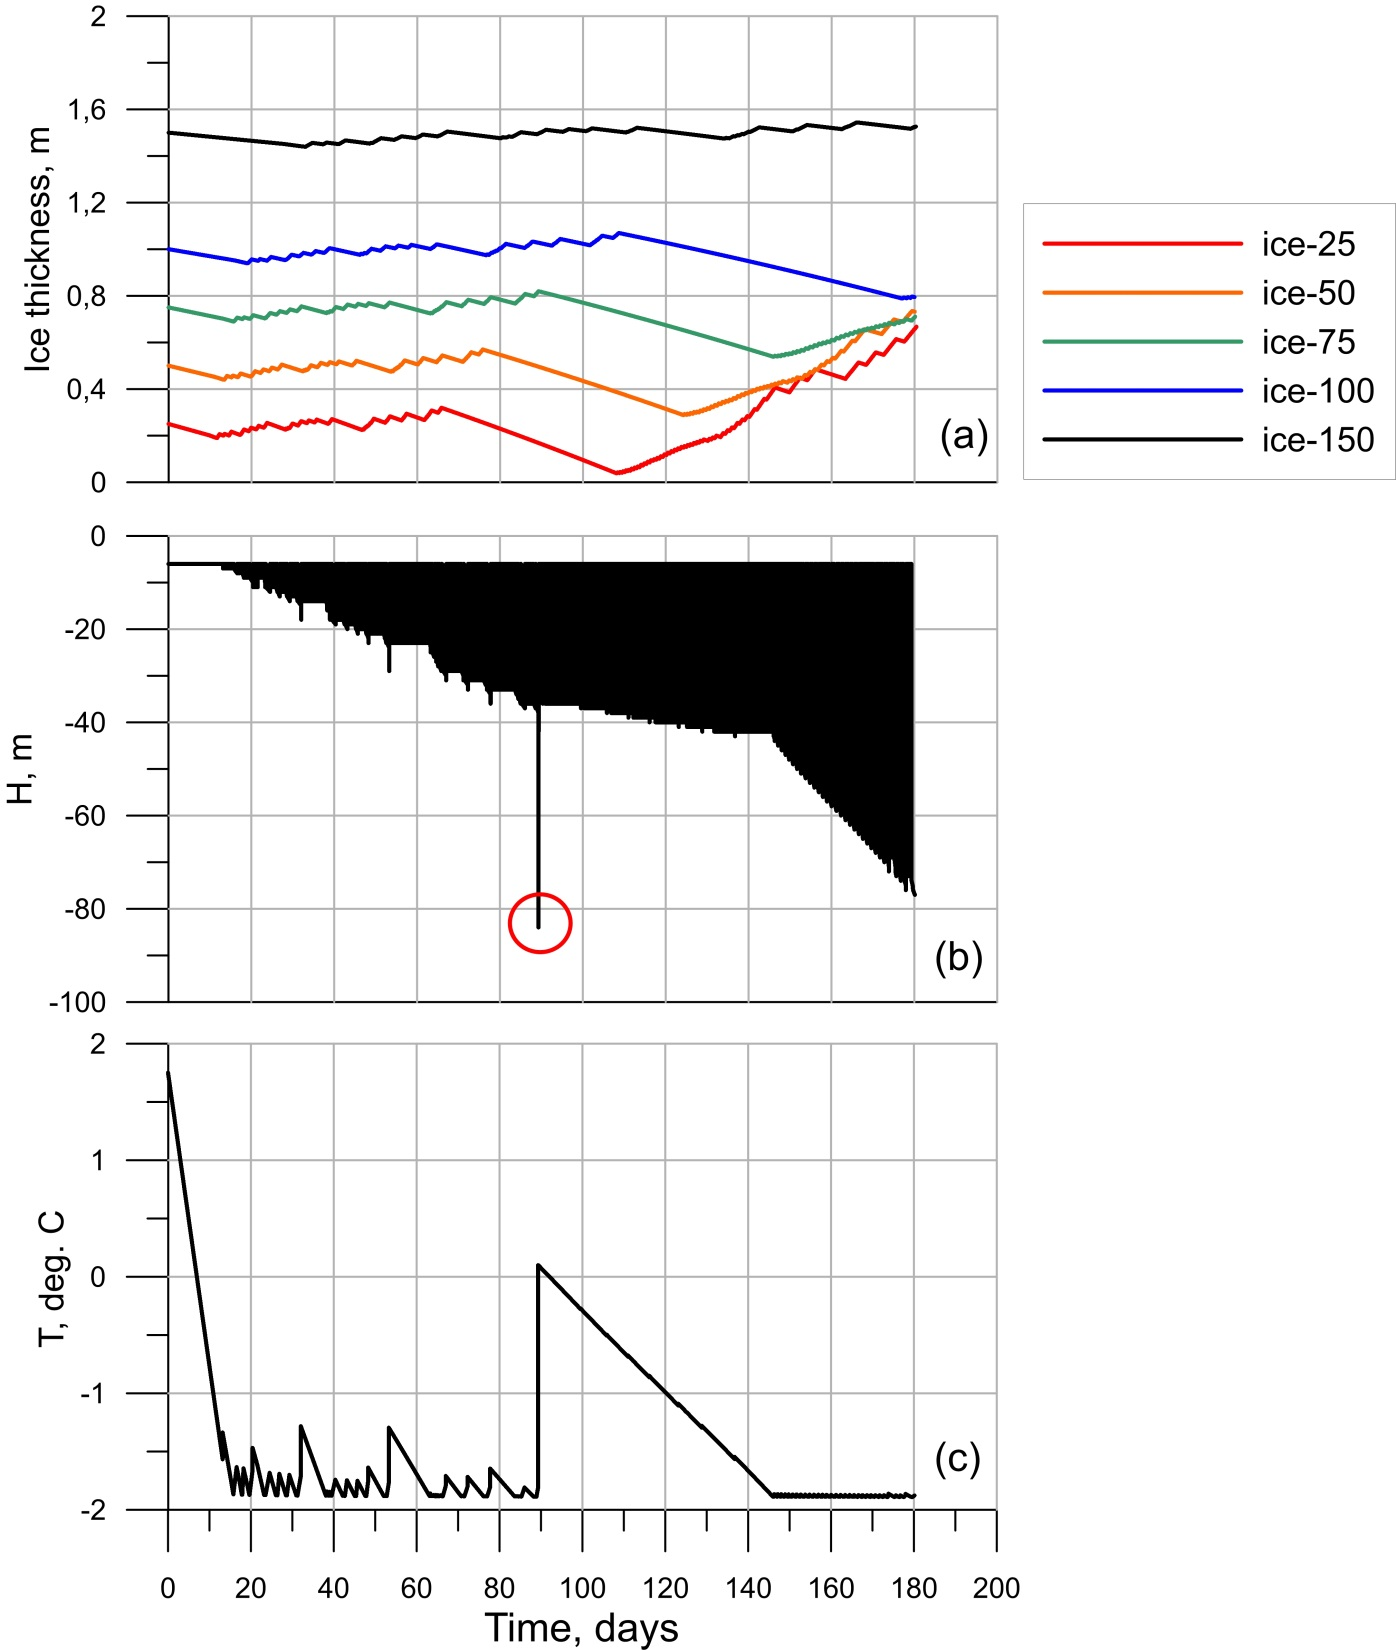 2
1,6
1,2
0,8
0,4
0
Ice thickness, m
(a)
ice-25
ice-50
ice-75
ice-100
ice-150
0
-20
-40
-60
-80
-100
H, m
(b)
2
1
0
-1
-2
T, deg. C
(c)
0 20 40 60 80 100 120 140 160 180 200
Time, days